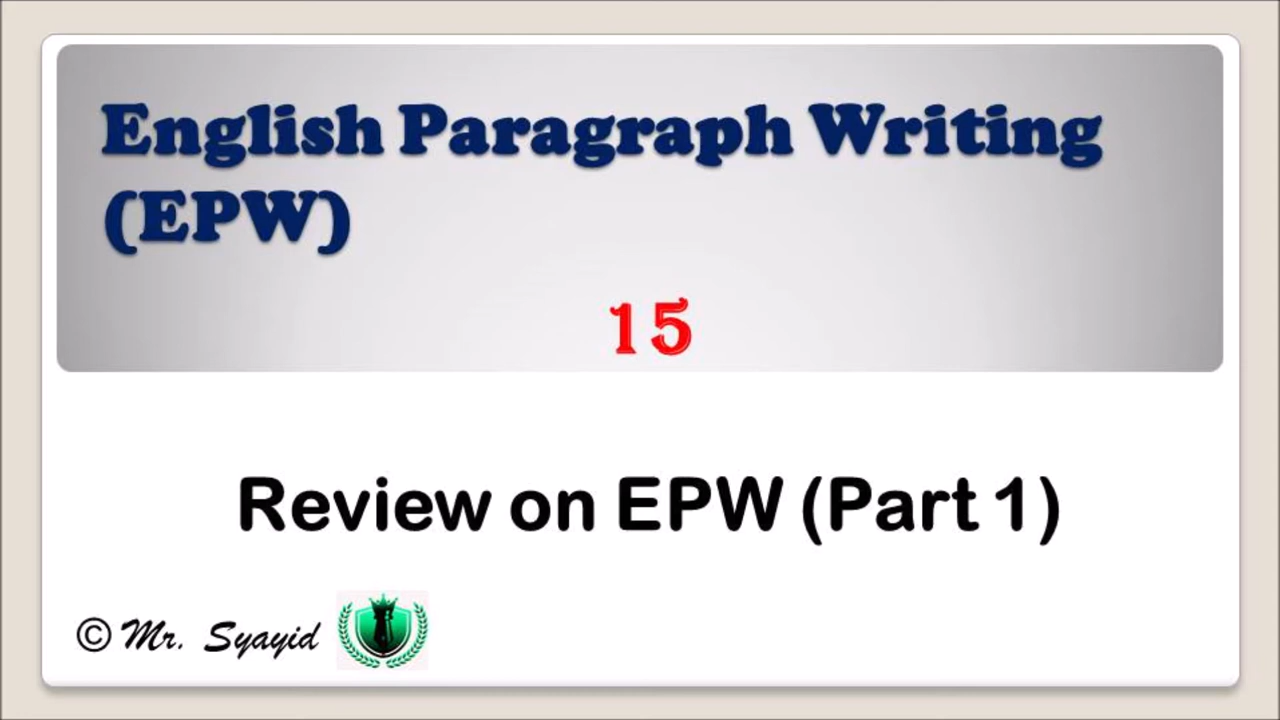 English Paragraph Writing
(EPW)
15
Review on EPW (Part 1)
© Mr. Syayid